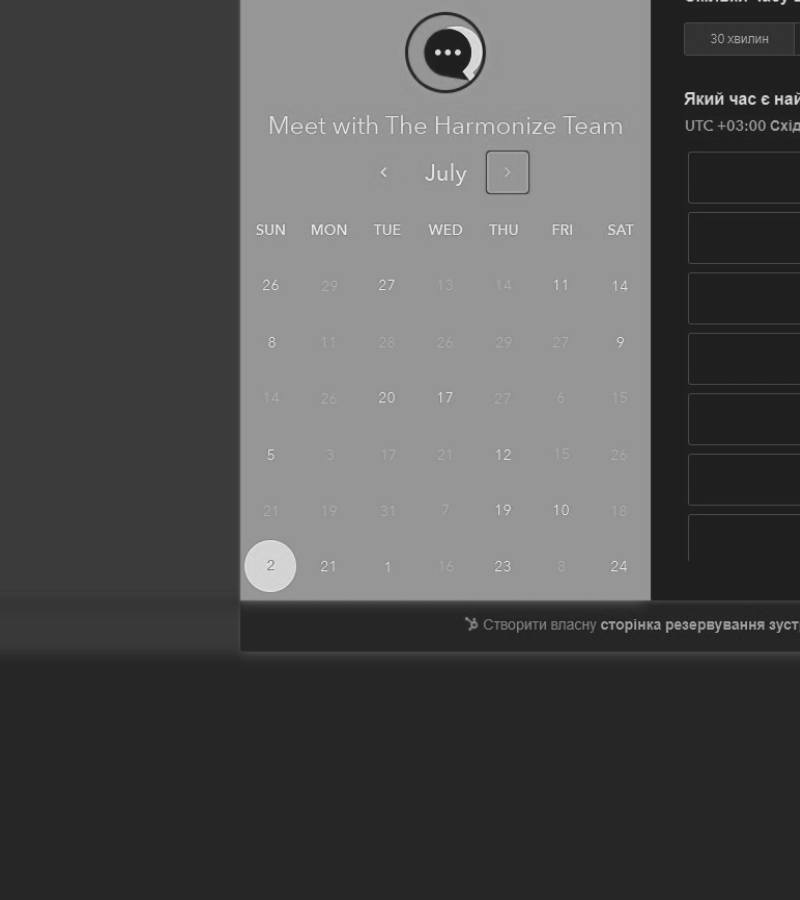 Meet with The Harmonize Team
July
SUN MON TUE WED THU FRI SAT
26 29 27 13 14 11 14
8 11 28 26 29 27 9
14 26 20 17 27 6 15
5 3 17 21 12 15 26
21 19 31 7 19 10 18
2 21 1 16 23 8 24
30 хвилин
Який час є най
UTC +03:00 Схід
Створити власну сторінка резервування зуст